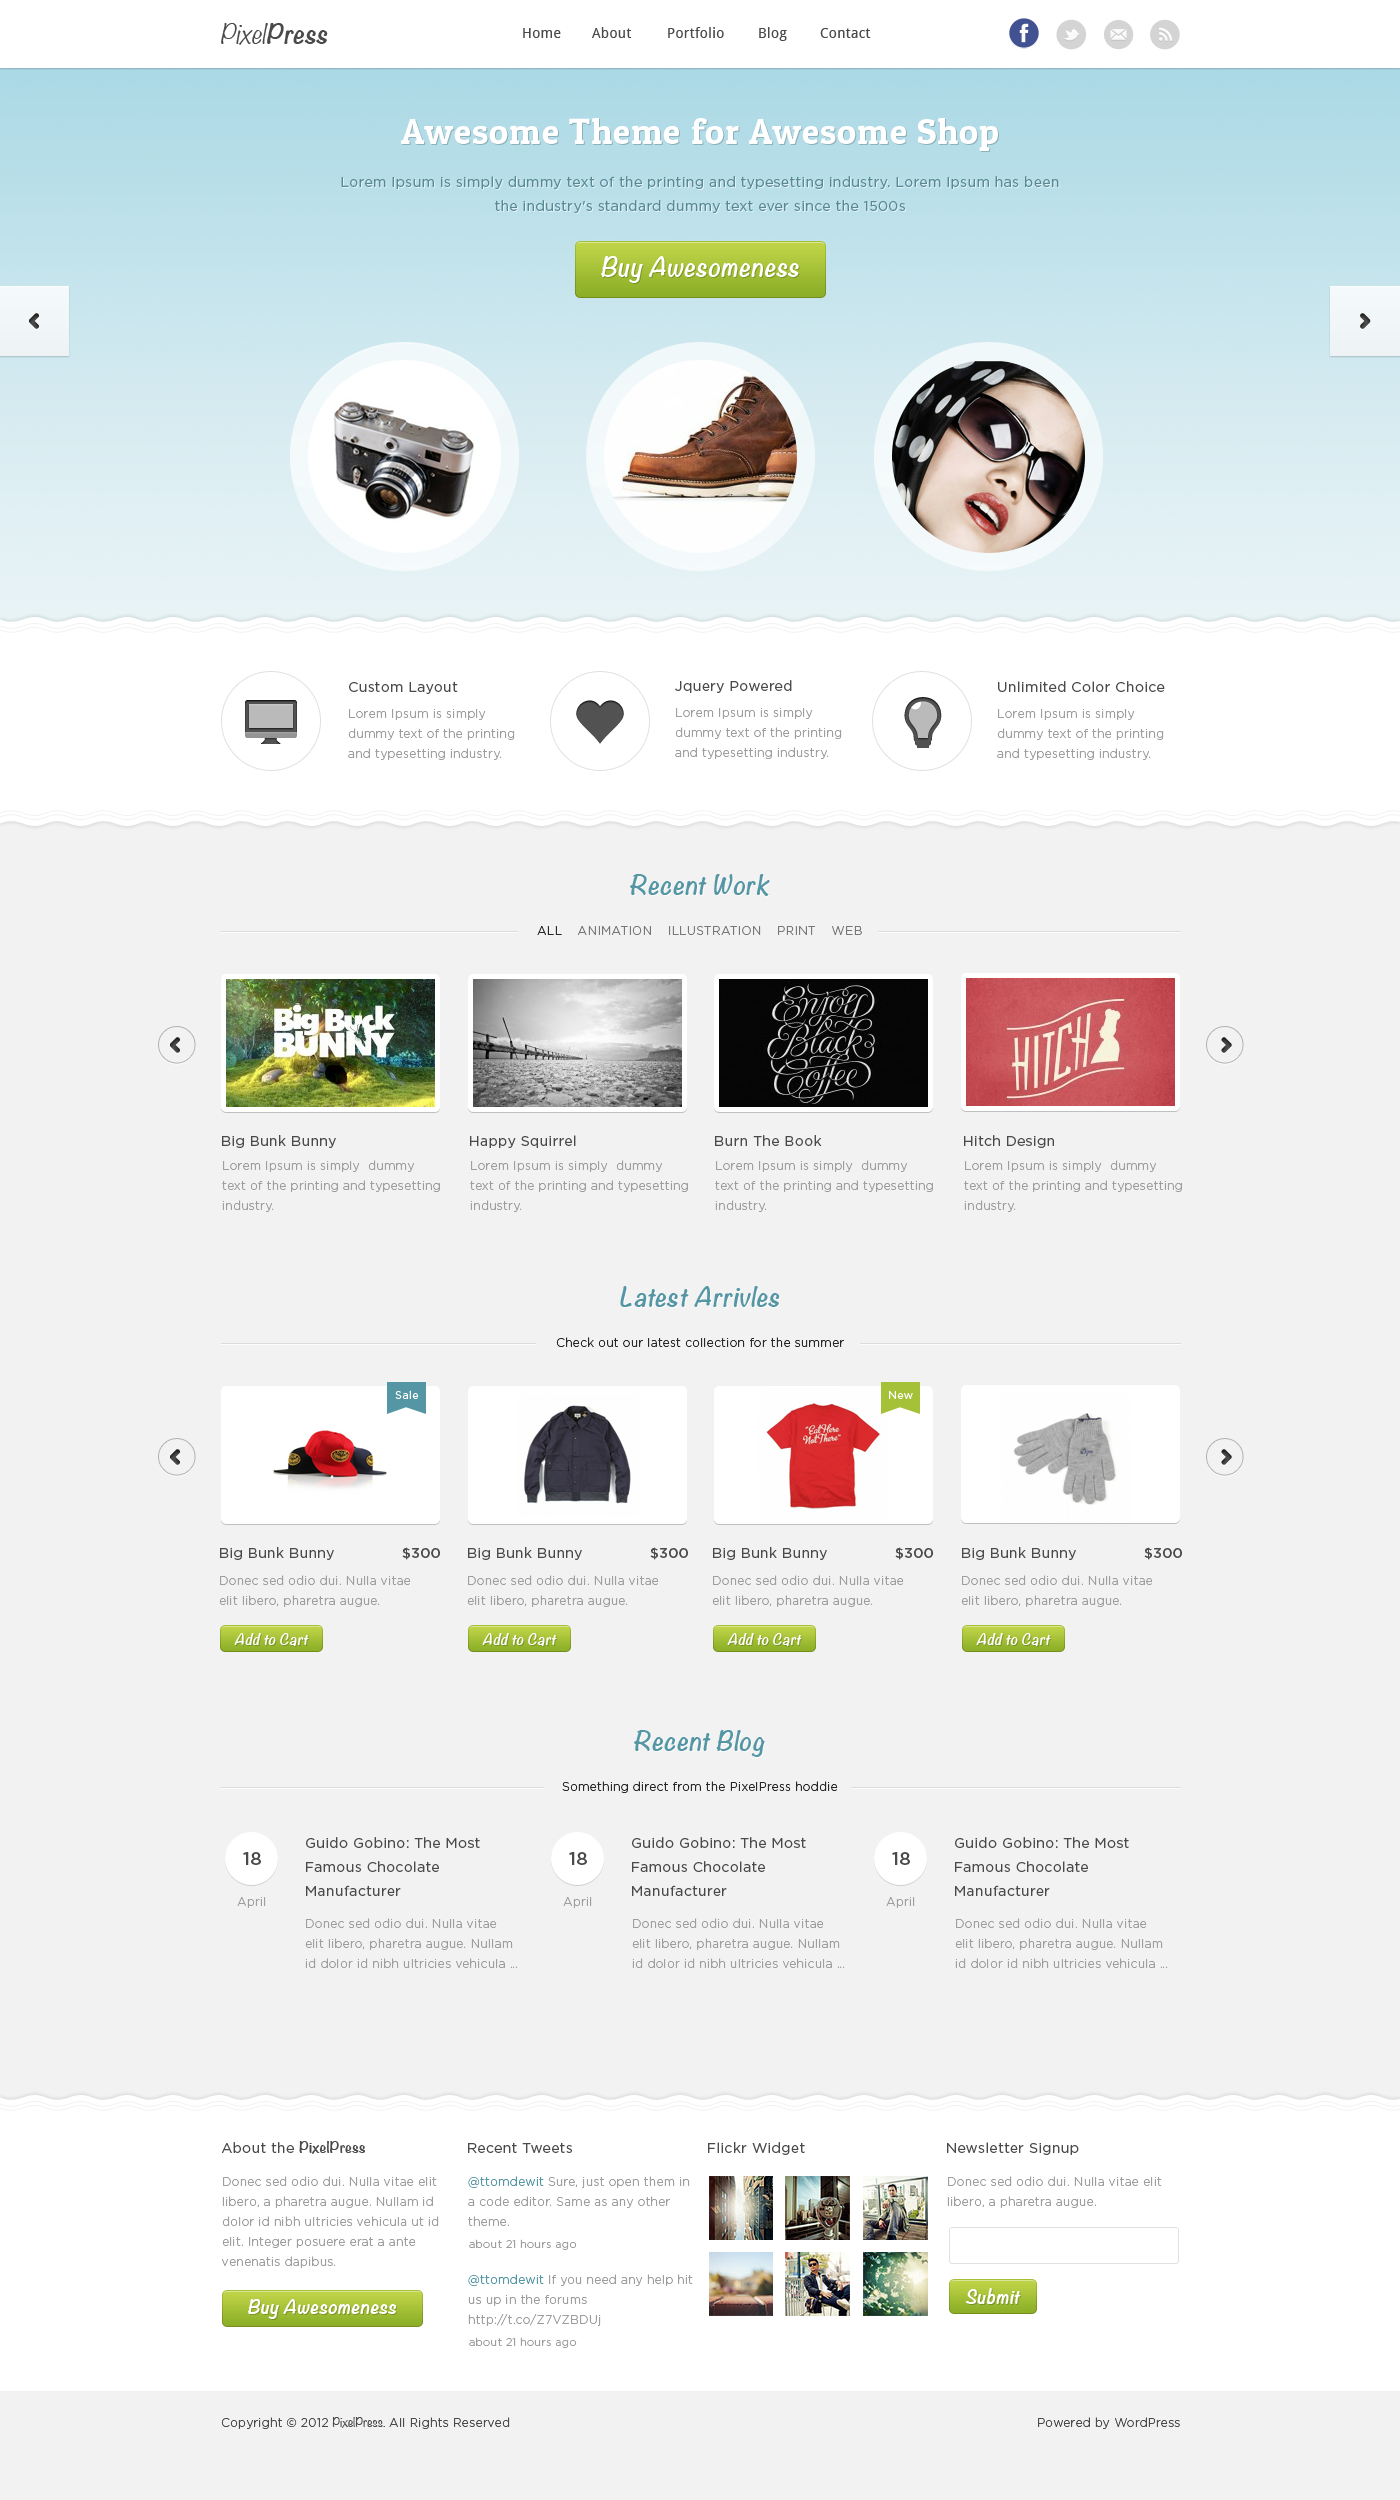 PixelPress
Home About Portfolio Blog Contact
Awesome Theme for Awesome Shop
Lorem Ipsum is simply dummy text of the printing and typesetting industry. Lorem Ipsum has been
the industry's standard dummy text ever since the 1500s
Buy Awesomeness
Custom Layout
Lorem Ipsum is simply
dummy text of the printing
and typesetting industry.
Jquery Powered
Lorem Ipsum is simply
dummy text of the printing
and typesetting industry.
Unlimited Color Choice
Lorem Ipsum is simply
dummy text of the printing
and typesetting industry.
Recent Work
ALL ANIMATION ILLUSTRATION PRINT WEB
Big Buck
BUNNY
Enjoy
Black
Coffee
HITCH
Big Bunk Bunny
Lorem Ipsum is simply dummy
text of the printing and typesetting
industry.
Happy Squirrel
Lorem Ipsum is simply dummy
text of the printing and typesetting
industry.
Burn The Book
Lorem Ipsum is simply dummy
text of the printing and typesetting
industry.
Hitch Design
Lorem Ipsum is simply dummy
text of the printing and typesetting
industry.
Latest Arrivles
Check out our latest collection for the summer
Sale
New
"Eat Here
Not There"
Big Bunk Bunny $300
Donec sed odio dui. Nulla vitae
elit libero, pharetra augue.
Add to Cart
Big Bunk Bunny $300
Donec sed odio dui. Nulla vitae
elit libero, pharetra augue.
Add to Cart
Big Bunk Bunny $300
Donec sed odio dui. Nulla vitae
elit libero, pharetra augue.
Add to Cart
Big Bunk Bunny $300
Donec sed odio dui. Nulla vitae
elit libero, pharetra augue.
Add to Cart
Recent Blog
Something direct from the PixelPress hoddie
18
April
Guido Gobino: The Most
Famous Chocolate
Manufacturer
Donec sed odio dui. Nulla vitae
elit libero, pharetra augue. Nullam
id dolor id nibh ultricies vehicula ...
18
April
Guido Gobino: The Most
Famous Chocolate
Manufacturer
Donec sed odio dui. Nulla vitae
elit libero, pharetra augue. Nullam
id dolor id nibh ultricies vehicula ...
18
April
Guido Gobino: The Most
Famous Chocolate
Manufacturer
Donec sed odio dui. Nulla vitae
elit libero, pharetra augue. Nullam
id dolor id nibh ultricies vehicula ...
About the PixelPress
Donec sed odio dui. Nulla vitae elit
libero, a pharetra augue. Nullam id
dolor id nibh ultricies vehicula ut id
elit. Integer posuere erat a ante
venenatis dapibus.
Buy Awesomeness
Recent Tweets
@ttomdewit Sure, just open them in
a code editor. Same as any other
theme.
about 21 hours ago
@ttomdewit If you need any help hit
us up in the forums
http://t.co/Z7VZBDUj
about 21 hours ago
Flickr Widget
Newsletter Signup
Donec sed odio dui. Nulla vitae elit
libero, a pharetra augue.
Submit
Copyright © 2012 PixelPress. All Rights Reserved
Powered by WordPress